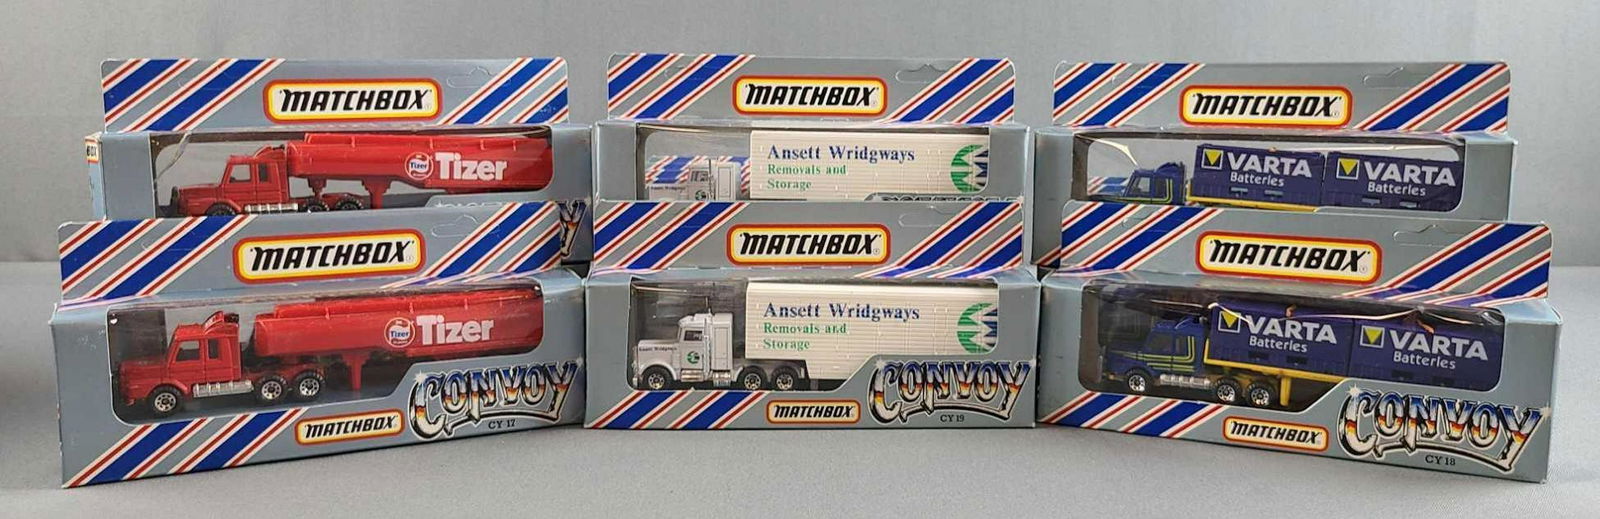 MATCHBOX
Tizer
Tizer
MATCHBOX
Ansett Wridgways
Removals and
Storage
MATCHBOX
VARTA
Batteries
VARTA
Batteries
MATCHBOX
Tizer
Tizer
CONVOY
CY 17
MATCHBOX
MATCHBOX
Ansett Wridgways
Removals and
Storage
Ansett Wridgways
CONVOY
CY 19
MATCHBOX
MATCHBOX
VARTA
Batteries
VARTA
Batteries
CONVOY
CY 18
MATCHBOX